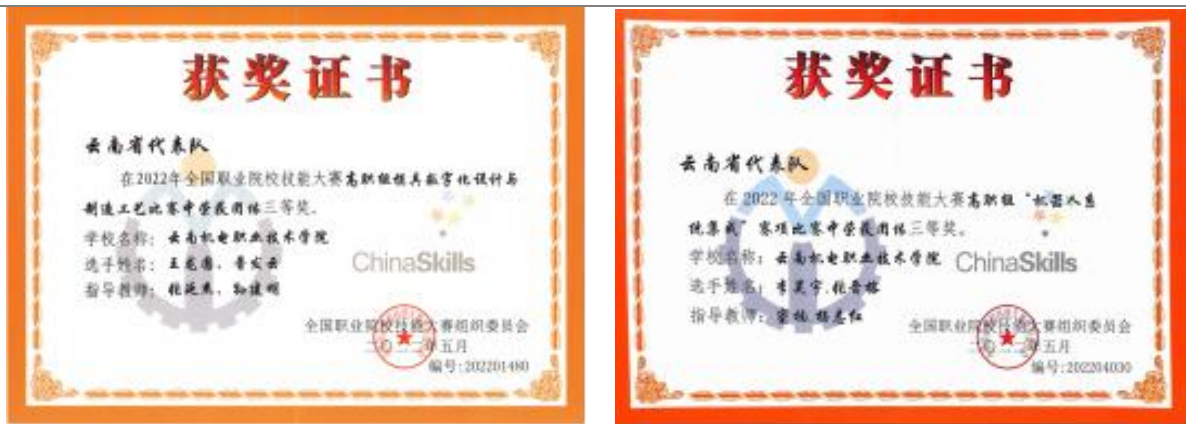 获奖证书
云南省代表队
在2022年全国职业院校技能大赛高职组模具数字化设计与
制造工艺比赛中荣获团体三等奖。
学校名称：云南机电职业技术学院
选手姓名：
指导教师：
ChinaSkills
全国职业院校技能大赛组织委员会
二〇二二年五月
编号:202201480
获奖证书
云南省代表队
在2022年全国职业院校技能大赛高职组“机器人系
统集成”赛项比赛中荣获团体三等奖。
学校名称：云南机电职业技术学院
选手姓名：
指导教师：
ChinaSkills
全国职业院校技能大赛组织委员会
二〇二二年五月
编号:202204030